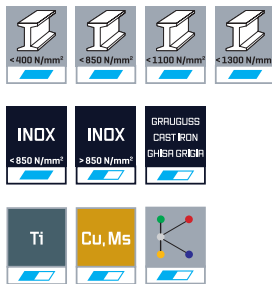 <400 N/mm² <850 N/mm² <1100 N/mm² <1300 N/mm²
INOX INOX GRAUGUSS
CAST IRON
GHISA GRIGIA
<850 N/mm² >850 N/mm²
Ti Cu, Ms